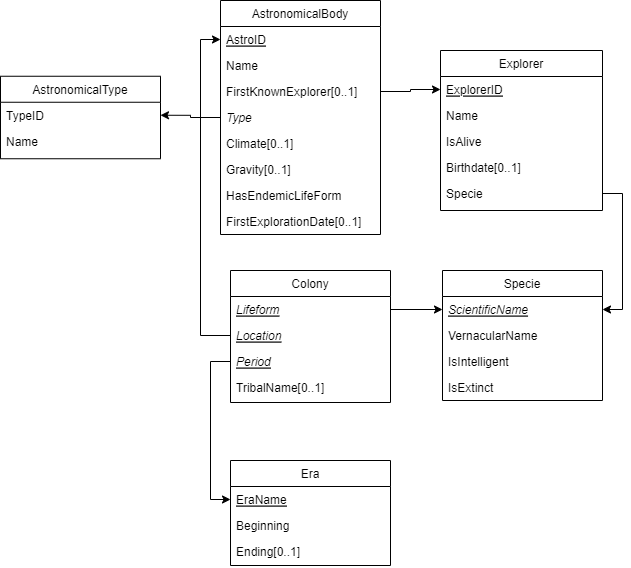 AstronomicalBody
AstroID
Name
FirstKnownExplorer[0..1]
Type
Climate[0..1]
Gravity[0..1]
HasEndemicLifeForm
FirstExplorationDate[0..1]
Explorer
ExplorerID
Name
IsAlive
Birthdate[0..1]
Specie
AstronomicalType
TypeID
Name
Colony
Lifeform
Location
Period
TribalName[0..1]
Specie
ScientificName
VernacularName
IsIntelligent
IsExtinct
Era
EraName
Beginning
Ending[0..1]